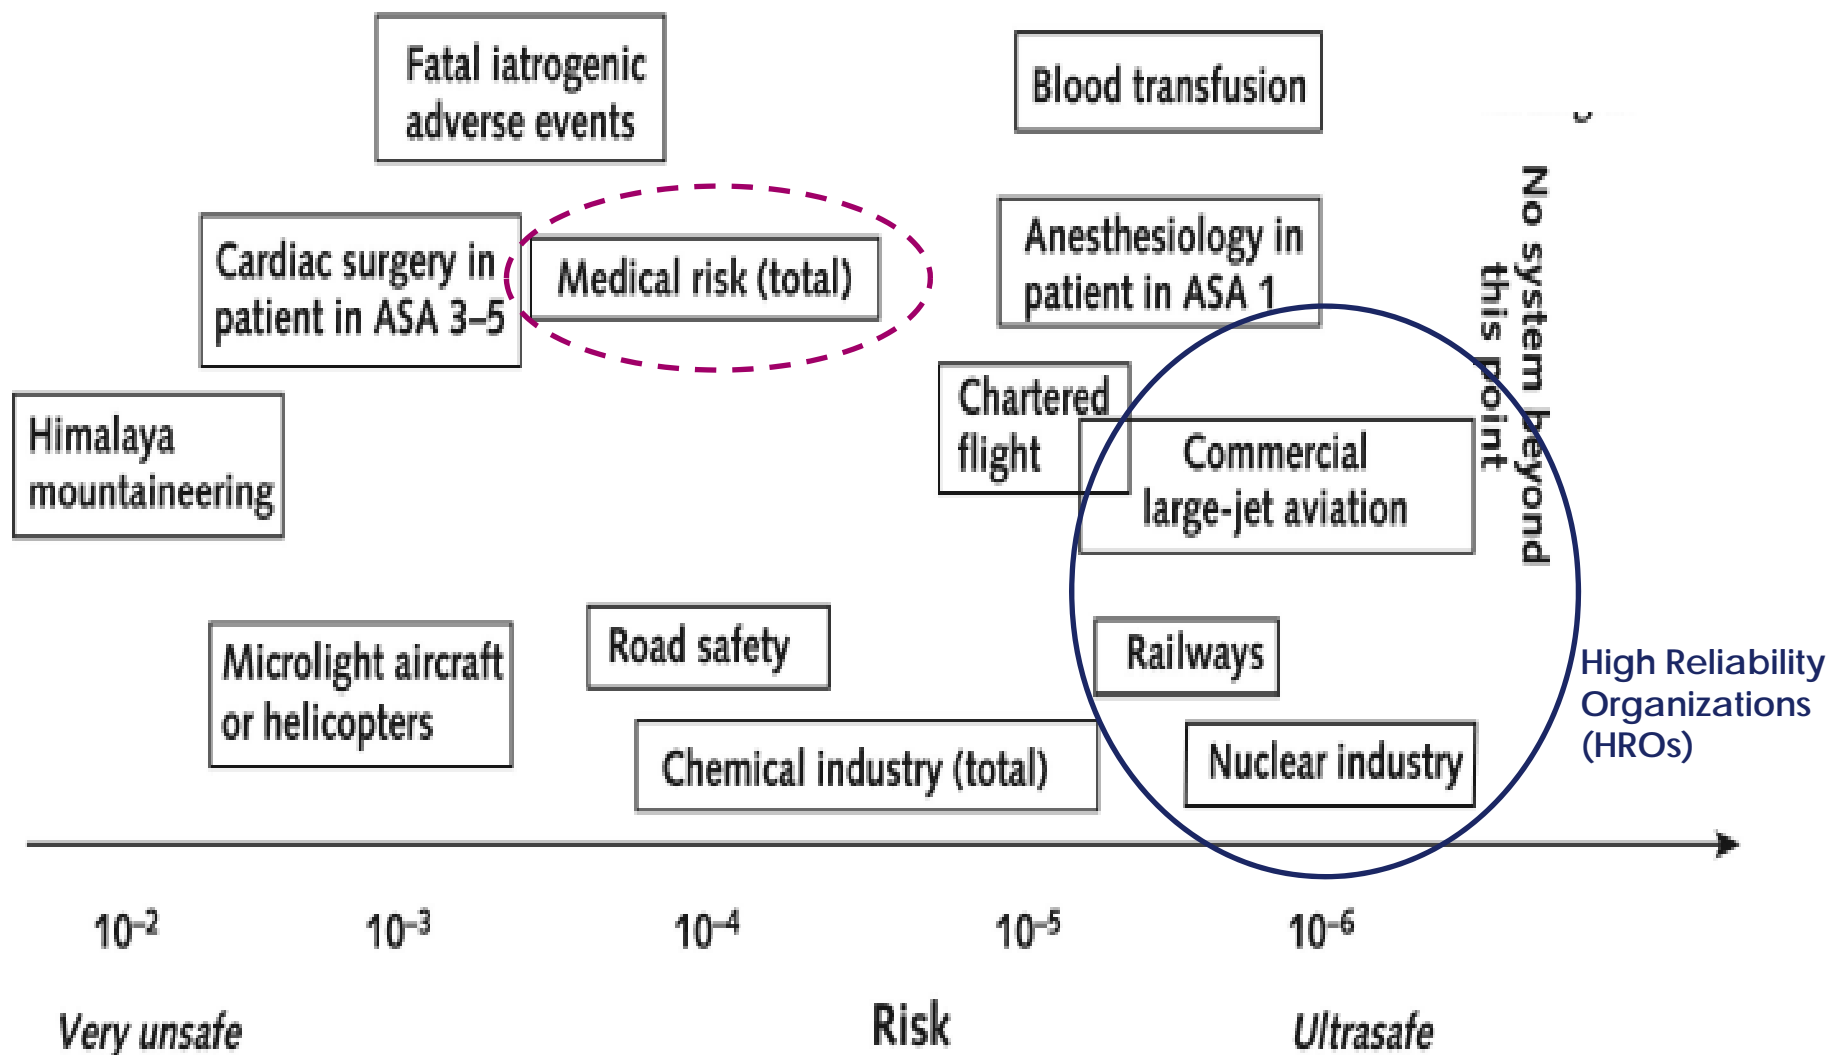 Fatal iatrogenic
adverse events
Blood transfusion
Cardiac surgery in
patient in ASA 3–5
Medical risk (total)
Anesthesiology in
patient in ASA 1
No system beyond
this point
Himalaya
mountaineering
Chartered
flight
Commercial
large-jet aviation
Microlight aircraft
or helicopters
Road safety
Railways
High Reliability
Organizations
(HROs)
Chemical industry (total)
Nuclear industry
10–2 10–3 10–4 10–5 10–6
Very unsafe Risk Ultrasafe